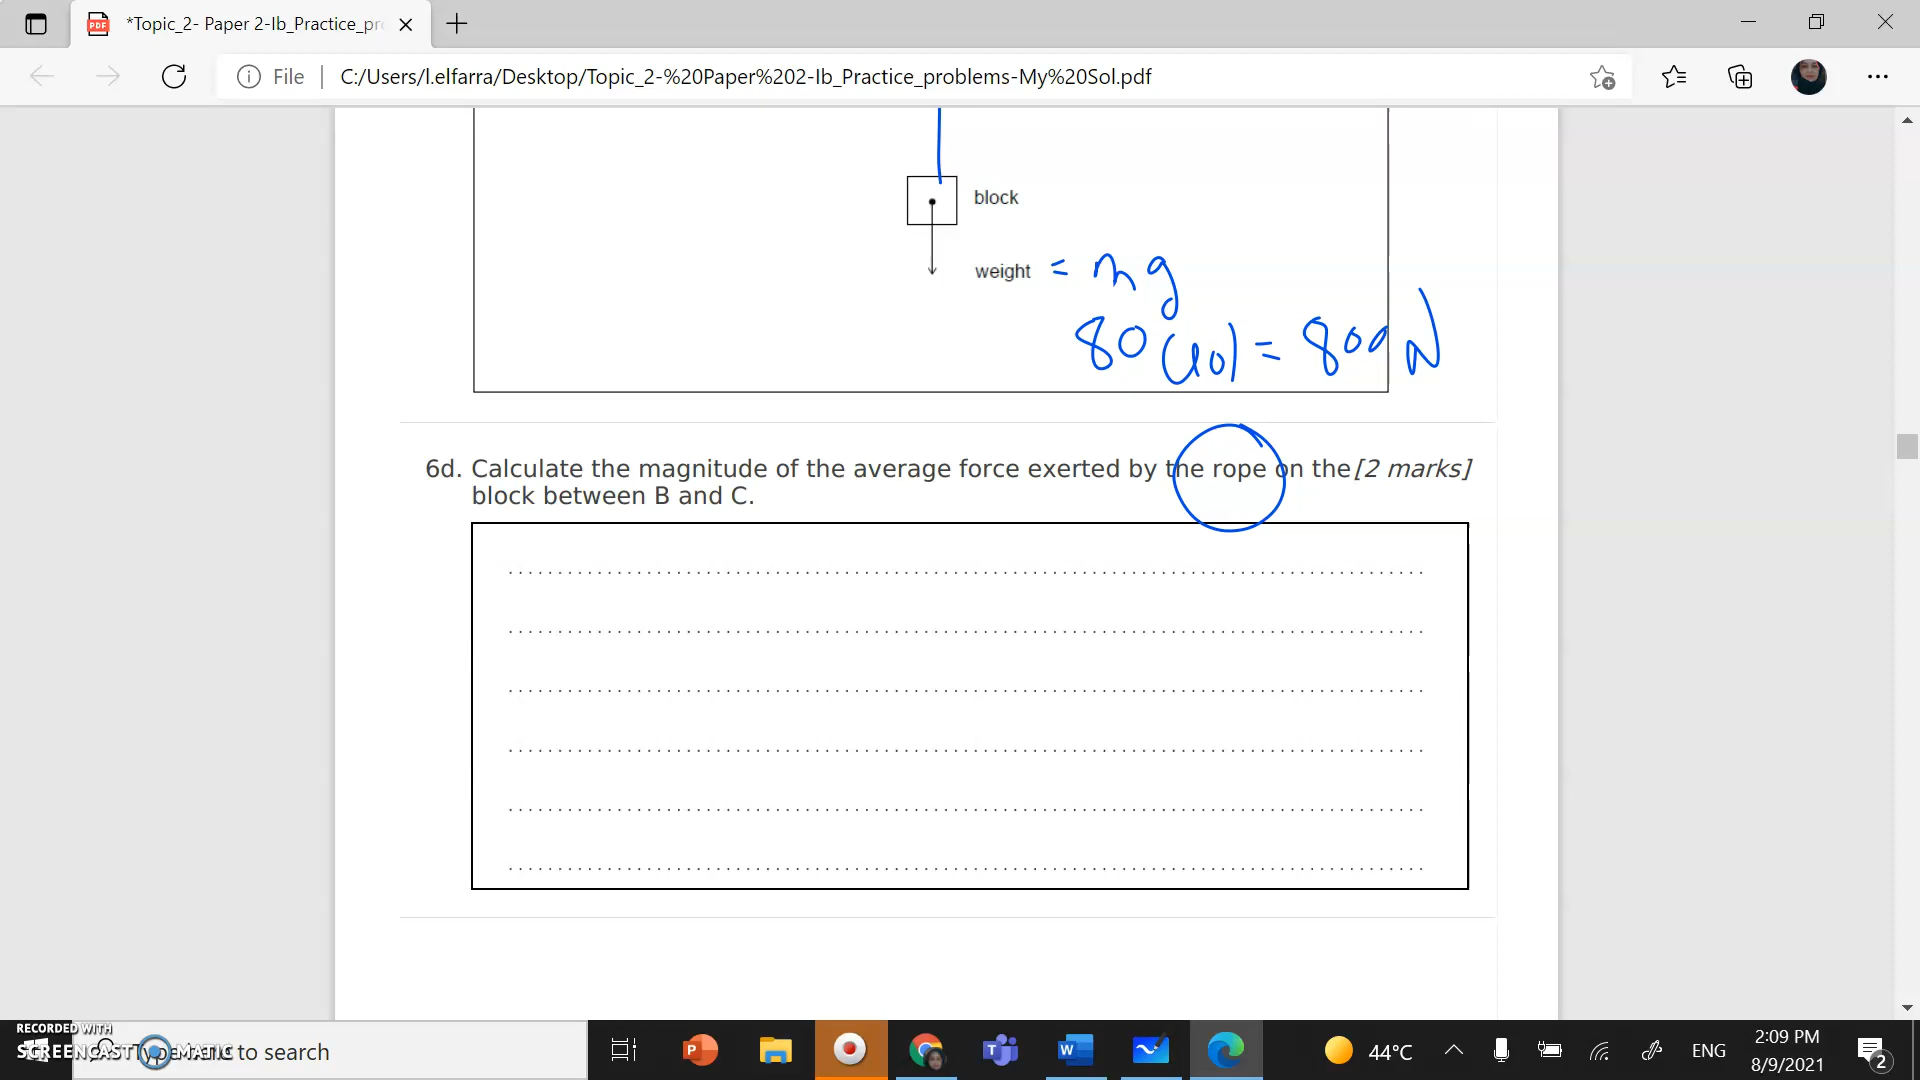 *Topic_2- Paper 2-Ib_Practice_pr
File
C:/Users/l.elfarra/Desktop/Topic_2-%20Paper%202-Ib_Practice_problems-My%20Sol.pdf
block
weight = mg
80 (10) = 800 N
6d. Calculate the magnitude of the average force exerted by the rope on the [2 marks]
block between B and C.
RECORDED WITH
SCREENCAST MATIC
to search
44°C
ENG
2:09 PM
8/9/2021
2